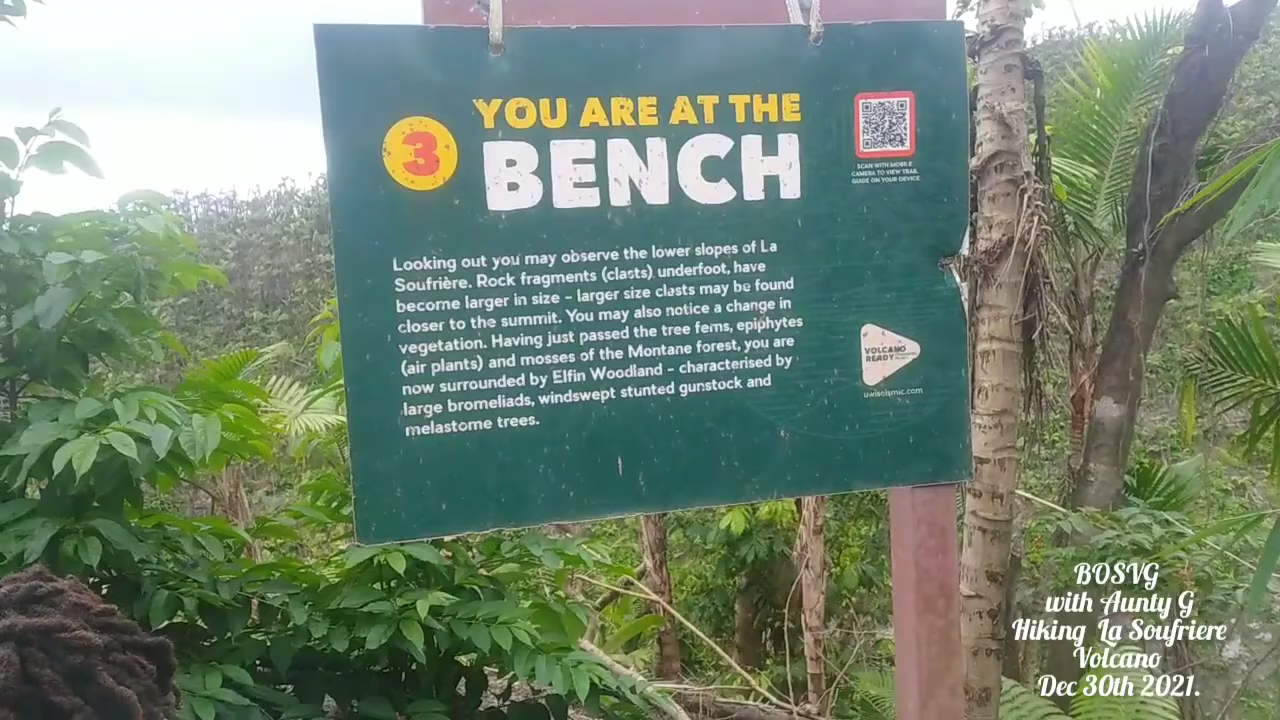 3
YOU ARE AT THE
BENCH
SCAN WITH MOBILE
CAMERA TO VIEW TRAIL
GUIDE ON YOUR DEVICE
Looking out you may observe the lower slopes of La
Soufrière. Rock fragments (clasts) underfoot, have
become larger in size - larger size clasts may be found
closer to the summit. You may also notice a change in
vegetation. Having just passed the tree ferns, epiphytes
(air plants) and mosses of the Montane forest, you are
now surrounded by Elfin Woodland - characterised by
large bromeliads, windswept stunted gunstock and
melastome trees.
VOLCANO
READY
uwiseismic.com
BOSVG
with Aunty G
Hiking La Soufriere
Volcano
Dec 30th 2021.